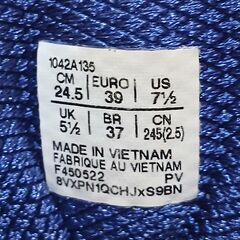 1042A135
CM EURO US
24.5 39 7½
UK BR CN
5½ 37 245(2.5)
MADE IN VIETNAM
FABRIQUE AU VIETNAM
F450522 PV
8VXPN1QCHJxS9BN